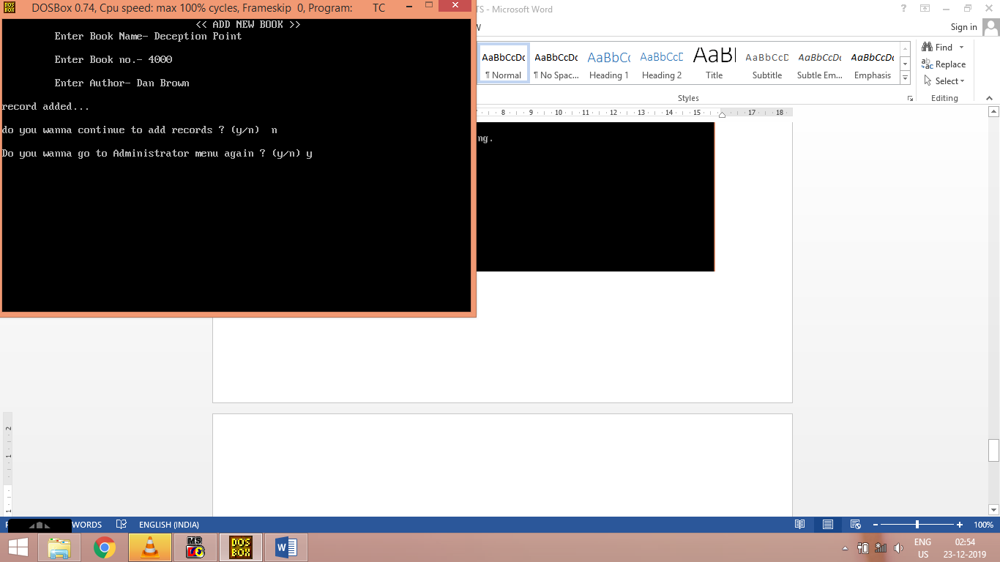 DOSBox 0.74, Cpu speed: max 100% cycles, Frameskip 0, Program: TC
<< ADD NEW BOOK >>
Enter Book Name- Deception Point
Enter Book no.- 4000
Enter Author- Dan Brown
record added...
do you wanna continue to add records ? (y/n) n
Do you wanna go to Administrator menu again ? (y/n) y
TS - Microsoft Word
Sign in
AaBbCcDc AaBbCcDc AaBbCc AaBbCcD AaBl AaBbCcD AaBbCcDc AaBbCcDc
¶ Normal ¶ No Spac... Heading 1 Heading 2 Title Subtitle Subtle Em... Emphasis
Styles
Find
Replace
Select
Editing
8 9 10 11 12 13 14 15 17 18
ng.
2
1
1
WORDS ENGLISH (INDIA) 100%
MS
DOS
BOX
W
ENG
US
02:54
23-12-2019